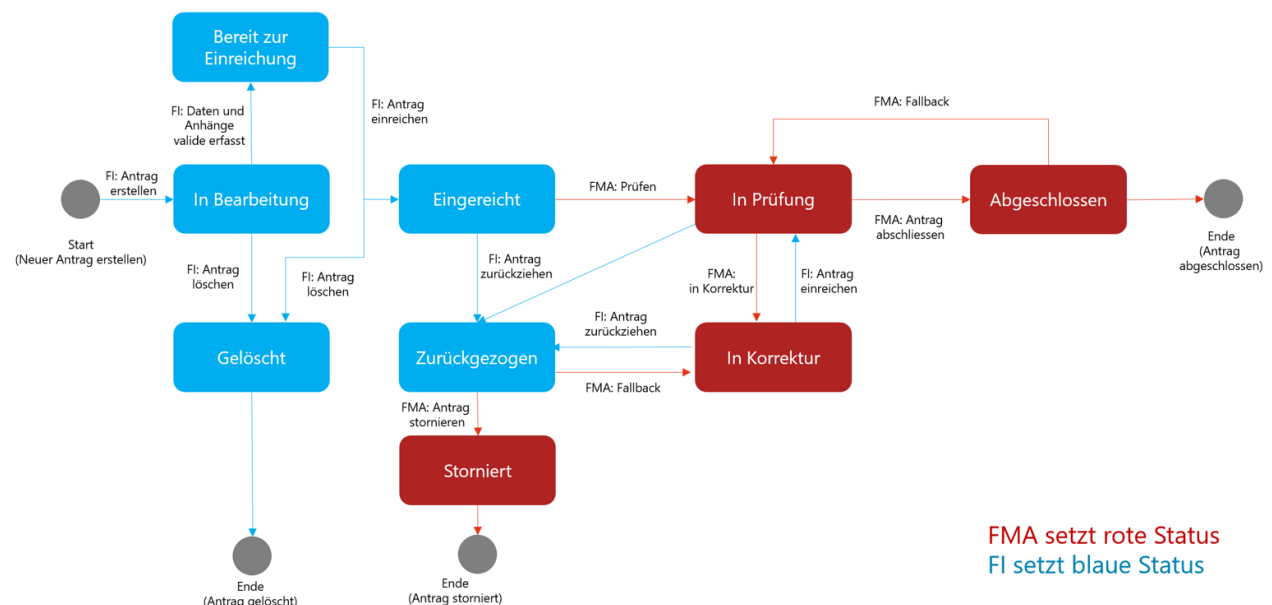 Bereit zur
Einreichung
FI: Daten und
Anhänge
valide erfasst
FI: Antrag
einreichen
FMA: Fallback
FI: Antrag
erstellen
In Bearbeitung
Eingereicht
FMA: Prüfen
In Prüfung
FMA: Antrag
abschliessen
Abgeschlossen
Start
(Neuer Antrag erstellen)
Ende
(Antrag
abgeschlossen)
FI: Antrag
löschen
FI: Antrag
löschen
FI: Antrag
zurückziehen
FMA:
in Korrektur
FI: Antrag
einreichen
Gelöscht
Zurückgezogen
FI: Antrag
zurückziehen
FMA: Fallback
In Korrektur
FMA: Antrag
stornieren
Storniert
Ende
(Antrag gelöscht)
Ende
(Antrag storniert)
FMA setzt rote Status
FI setzt blaue Status